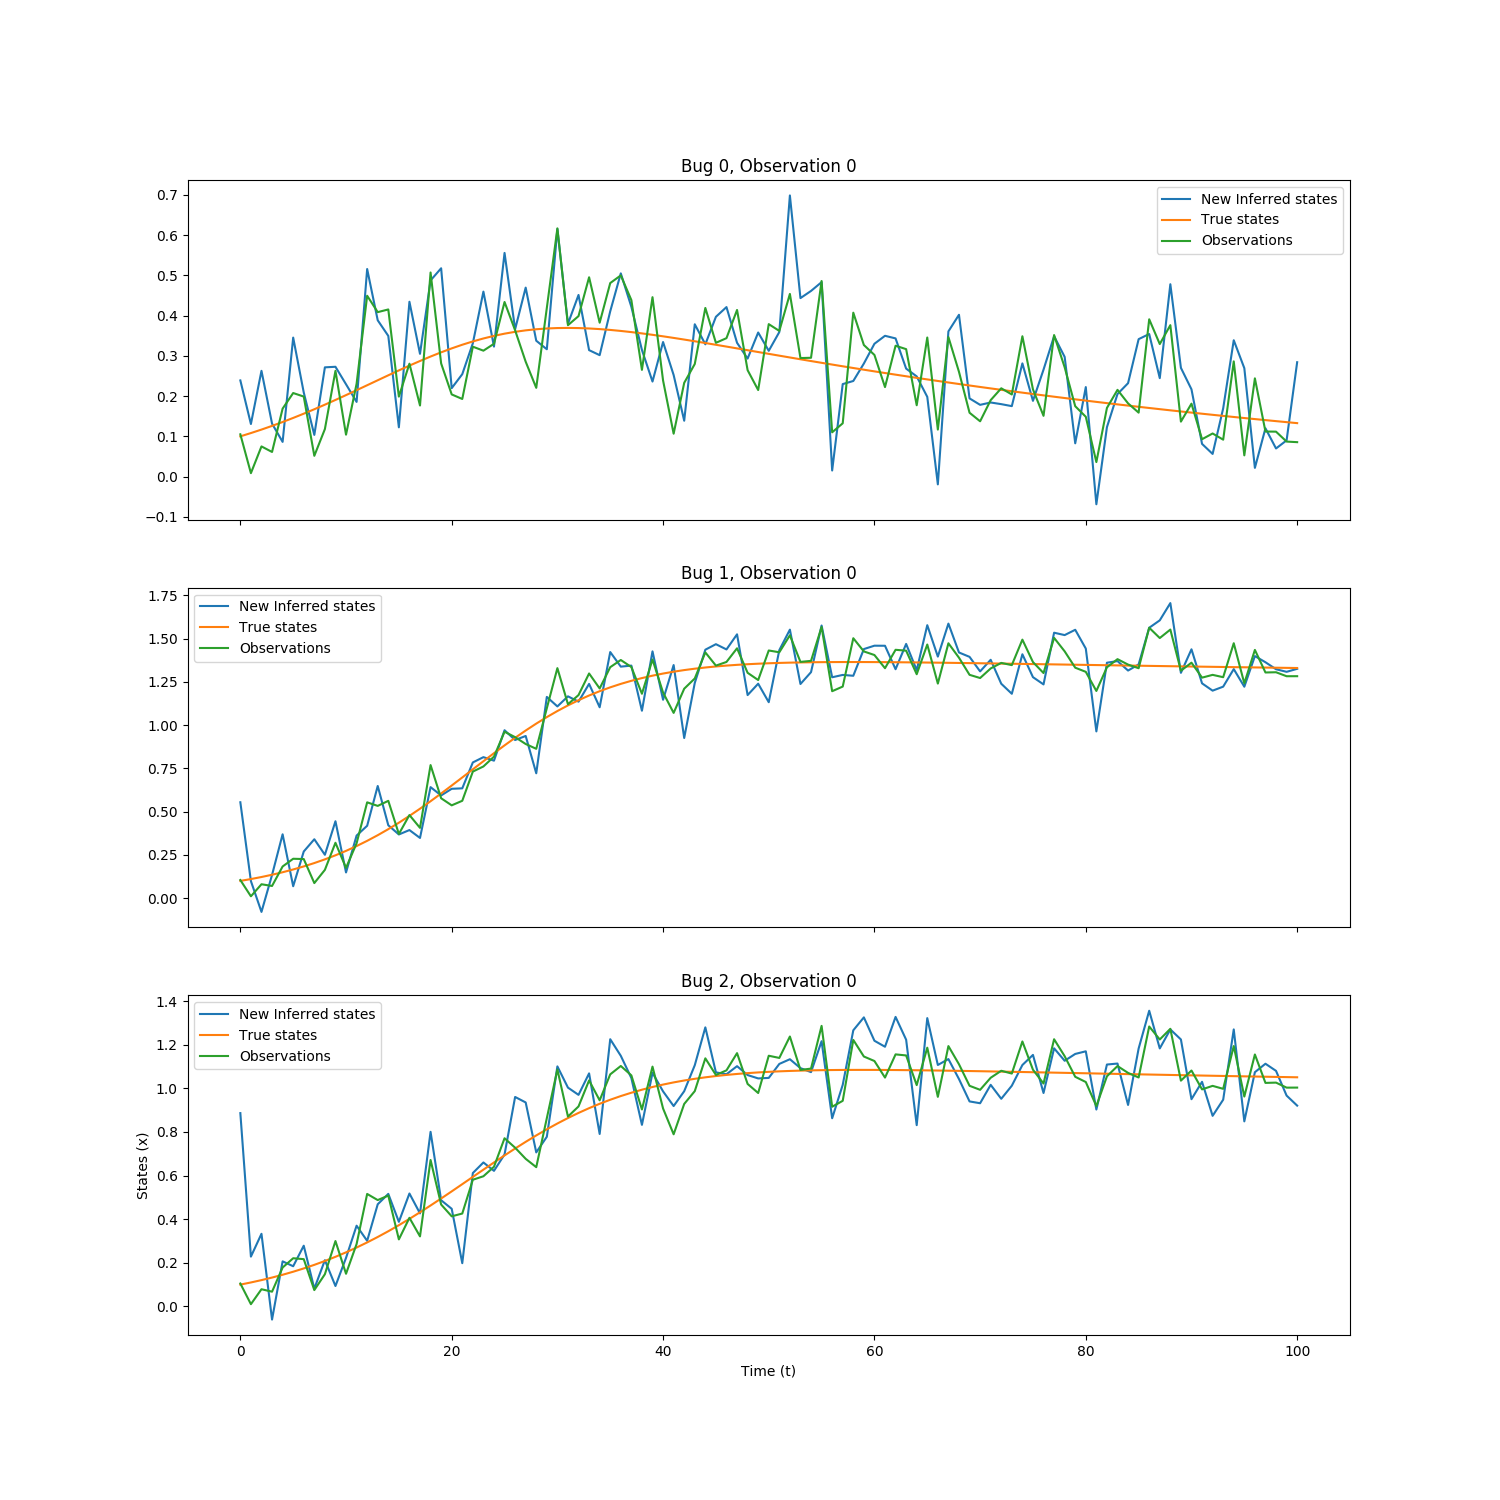 Bug 0, Observation 0
0.7
0.6
0.5
0.4
0.3
0.2
0.1
0.0
−0.1
New Inferred states
True states
Observations
Bug 1, Observation 0
1.75
1.50
1.25
1.00
0.75
0.50
0.25
0.00
New Inferred states
True states
Observations
Bug 2, Observation 0
1.4
1.2
1.0
0.8
0.6
0.4
0.2
0.0
New Inferred states
True states
Observations
States (x)
0 20 40 60 80 100
Time (t)